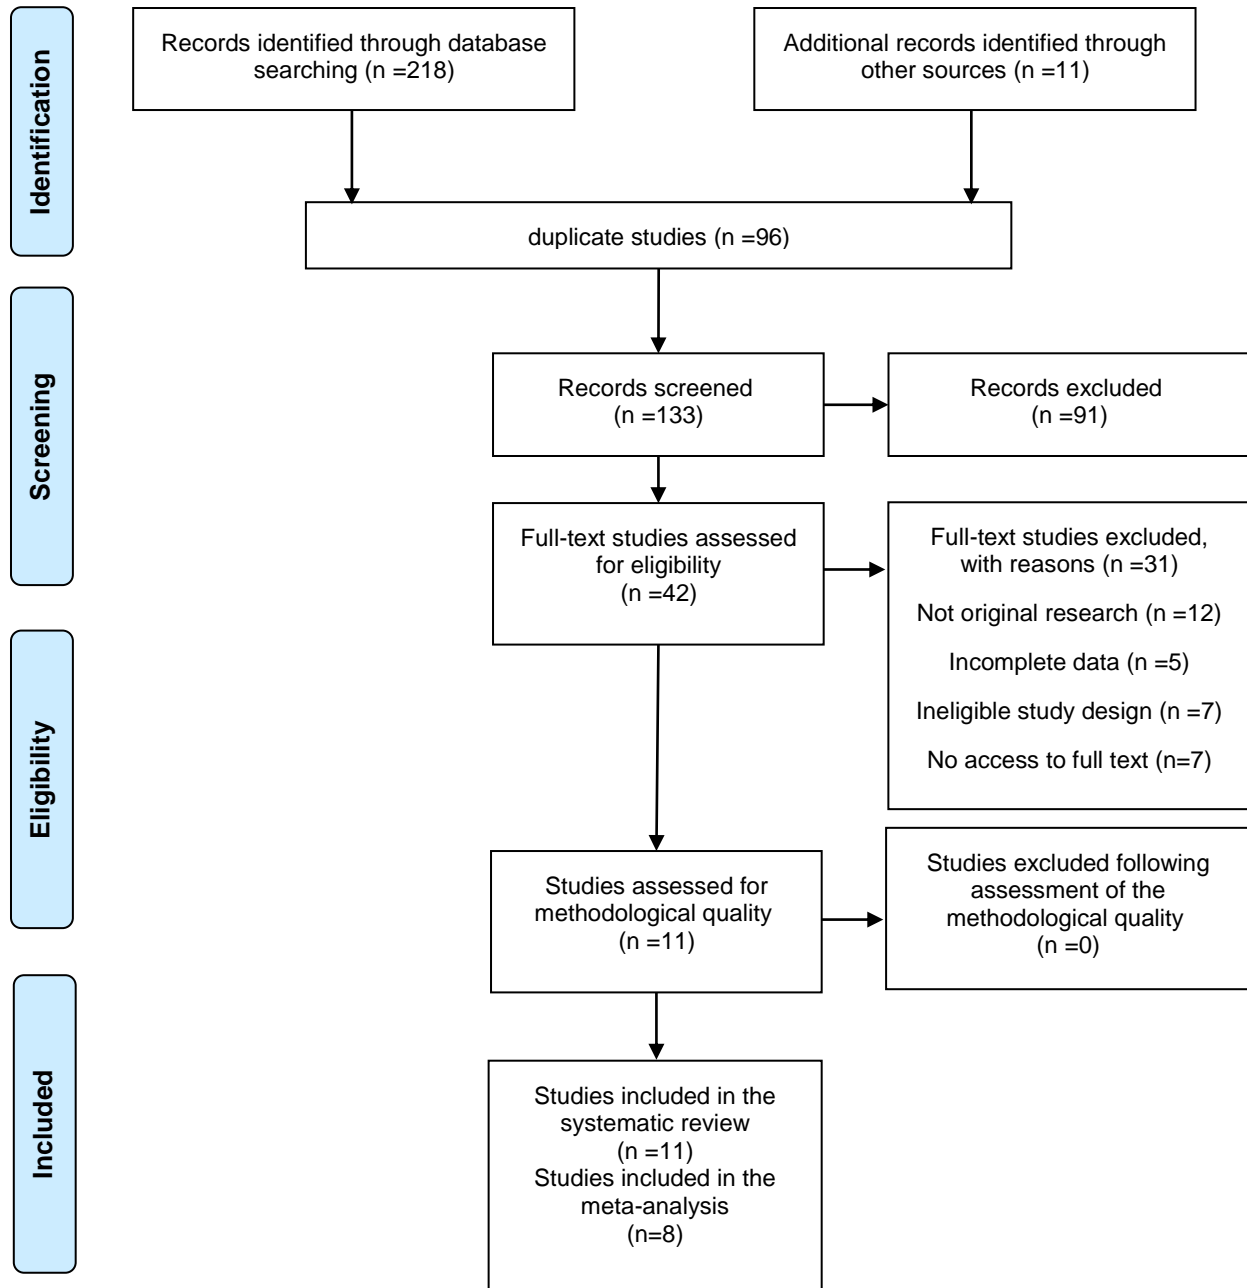 Identification
Records identified through database
searching (n =218)
Additional records identified through
other sources (n =11)
duplicate studies (n =96)
Screening
Records screened
(n =133)
Records excluded
(n =91)
Full-text studies assessed
for eligibility
(n =42)
Full-text studies excluded,
with reasons (n =31)
Not original research (n =12)
Incomplete data (n =5)
Ineligible study design (n =7)
No access to full text (n=7)
Eligibility
Studies assessed for
methodological quality
(n =11)
Studies excluded following
assessment of the
methodological quality
(n =0)
Included
Studies included in the
systematic review
(n =11)
Studies included in the
meta-analysis
(n=8)